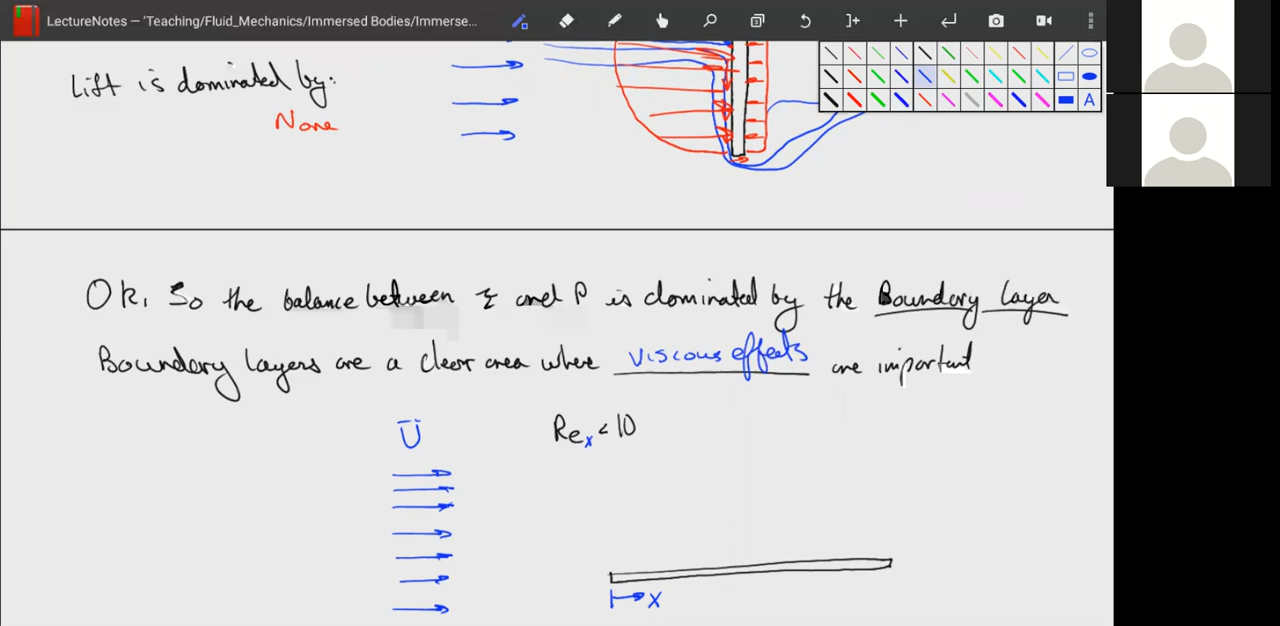 LectureNotes — 'Teaching/Fluid_Mechanics/Immersed Bodies/Immerse...
A
Lift is dominated by:
None
Ok, so the balance between τ and P is dominated by the Boundary layer
Boundary layers are a clear area where viscous effects are important
U
Rex < 10
x